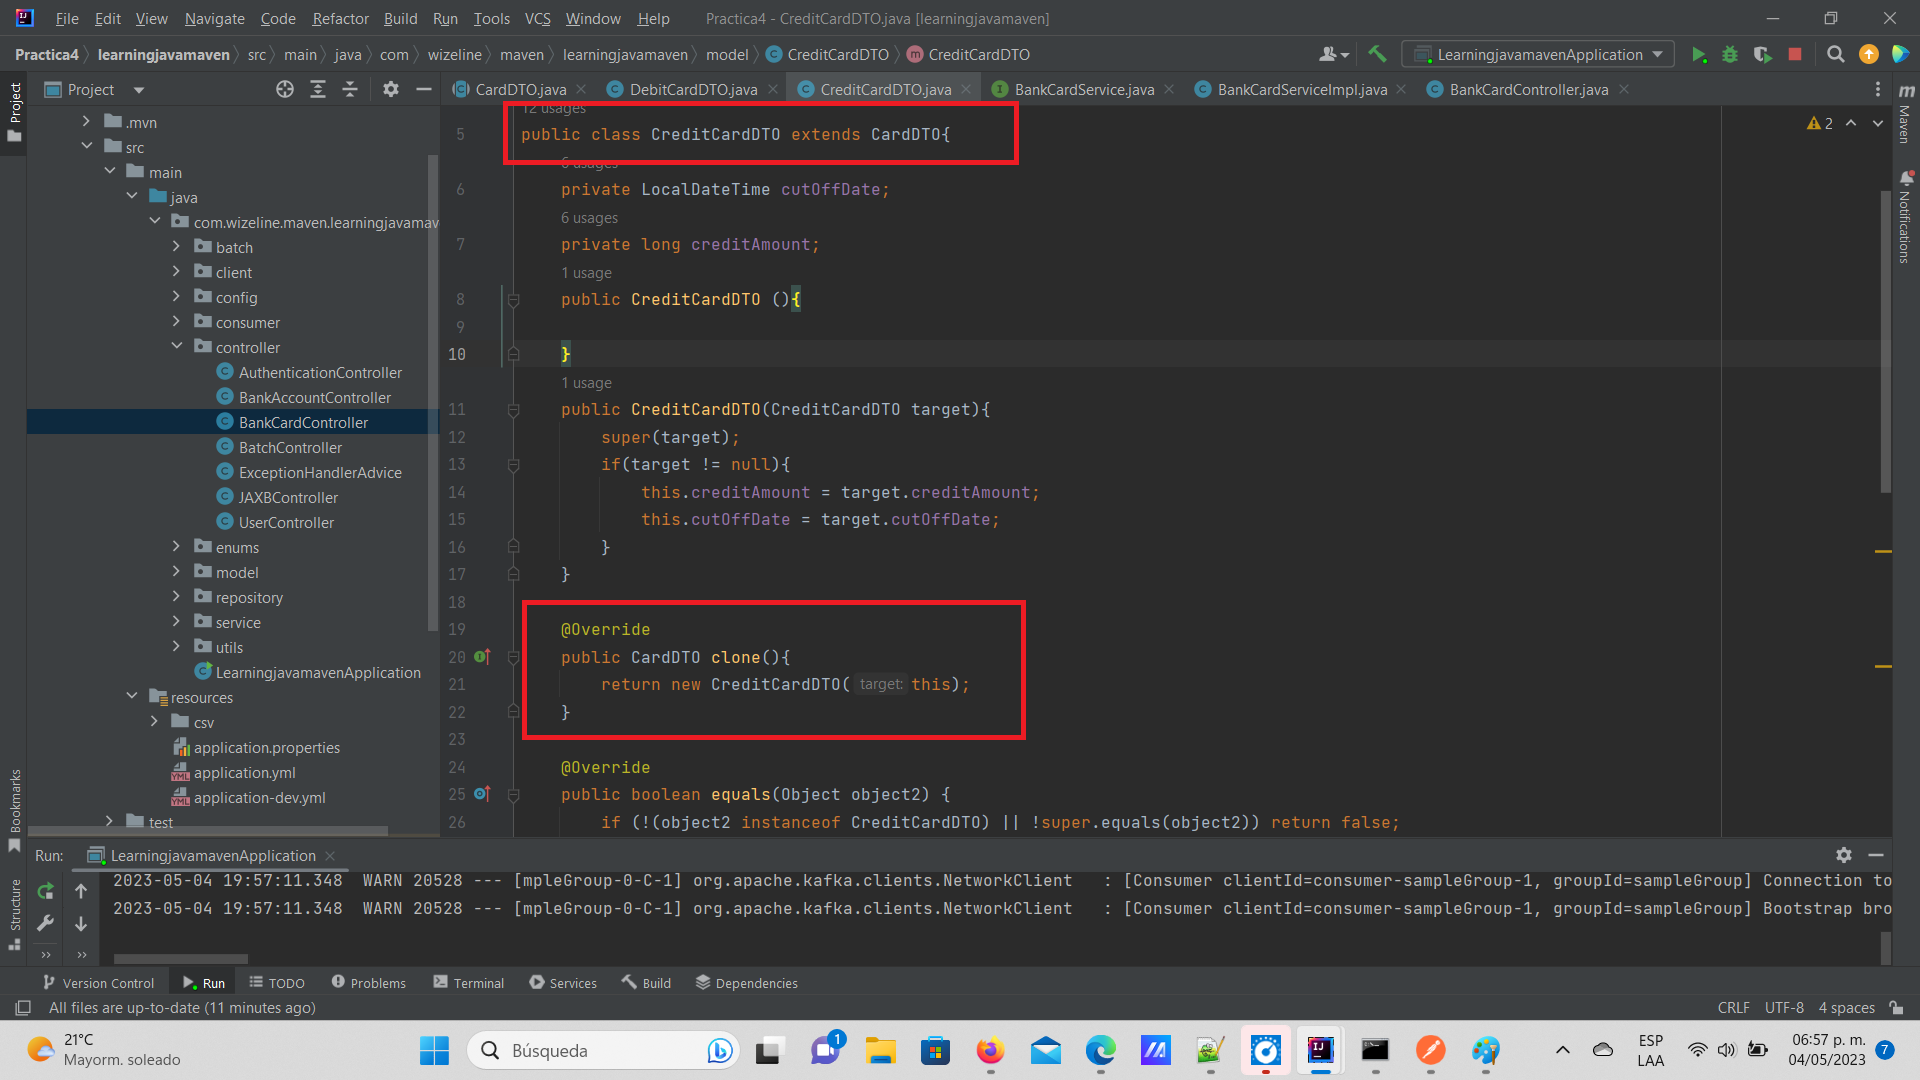 File Edit View Navigate Code Refactor Build Run Tools VCS Window Help Practica4 - CreditCardDTO.java [learningjavamaven]
Practica4 learningjavamaven src main java com wizeline maven learningjavamaven model CreditCardDTO CreditCardDTO LearningjavamavenApplication
Project
Project
CardDTO.java DebitCardDTO.java CreditCardDTO.java BankCardService.java BankCardServiceImpl.java BankCardController.java
Maven
Notifications
.mvn
src
main
java
com.wizeline.maven.learningjavamav
batch
client
config
consumer
controller
AuthenticationController
BankAccountController
BankCardController
BatchController
ExceptionHandlerAdvice
JAXBController
UserController
enums
model
repository
service
utils
LearningjavamavenApplication
resources
csv
application.properties
application.yml
application-dev.yml
test
2
12 usages
5 public class CreditCardDTO extends CardDTO{
6 usages
6 private LocalDateTime cutOffDate;
6 usages
7 private long creditAmount;
1 usage
8 public CreditCardDTO (){
9
10 }
1 usage
11 public CreditCardDTO(CreditCardDTO target){
12 super(target);
13 if(target != null){
14 this.creditAmount = target.creditAmount;
15 this.cutOffDate = target.cutOffDate;
16 }
17 }
18
19 @Override
20 public CardDTO clone(){
21 return new CreditCardDTO( target: this);
22 }
23
24 @Override
25 public boolean equals(Object object2) {
26 if (!(object2 instanceof CreditCardDTO) || !super.equals(object2)) return false;
Bookmarks
Structure
Run: LearningjavamavenApplication
2023-05-04 19:57:11.348 WARN 20528 --- [mpleGroup-0-C-1] org.apache.kafka.clients.NetworkClient : [Consumer clientId=consumer-sampleGroup-1, groupId=sampleGroup] Connection to
2023-05-04 19:57:11.348 WARN 20528 --- [mpleGroup-0-C-1] org.apache.kafka.clients.NetworkClient : [Consumer clientId=consumer-sampleGroup-1, groupId=sampleGroup] Bootstrap bro
Version Control Run TODO Problems Terminal Services Build Dependencies
All files are up-to-date (11 minutes ago) CRLF UTF-8 4 spaces
21°C
Mayorm. soleado
Búsqueda
1
ESP
LAA
06:57 p. m.
04/05/2023
7